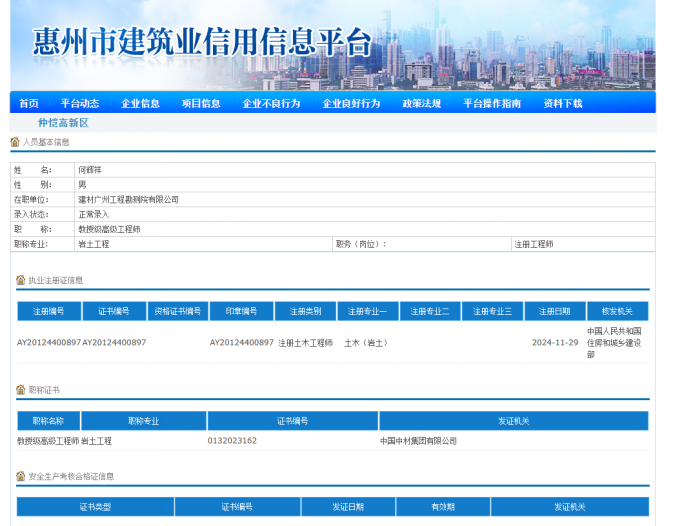 惠州市建筑业信用信息平台
首页 平台动态 企业信息 项目信息 企业不良行为 企业良好行为 政策法规 平台操作指南 资料下载
仲恺高新区
人员基本信息
姓 名: 何辉祥
性 别: 男
在职单位: 建材广州工程勘测院有限公司
录入状态: 正常录入
职 称: 教授级高级工程师
职称专业: 岩土工程 职务（岗位）: 注册工程师
执业注册证信息
注册编号 证书编号 资格证书编号 印章编号 注册类别 注册专业一 注册专业二 注册专业三 注册日期 核发机关
AY20124400897 AY20124400897 AY20124400897 注册土木工程师 土木（岩土） 2024-11-29 中国人民共和国
住房和城乡建设
部
职称证书
职称名称 职称专业 证书编号 发证机关
教授级高级工程师 岩土工程 0132023162 中国中材集团有限公司
安全生产考核合格证信息
证书类型 证书编号 发证日期 有效期 发证机关